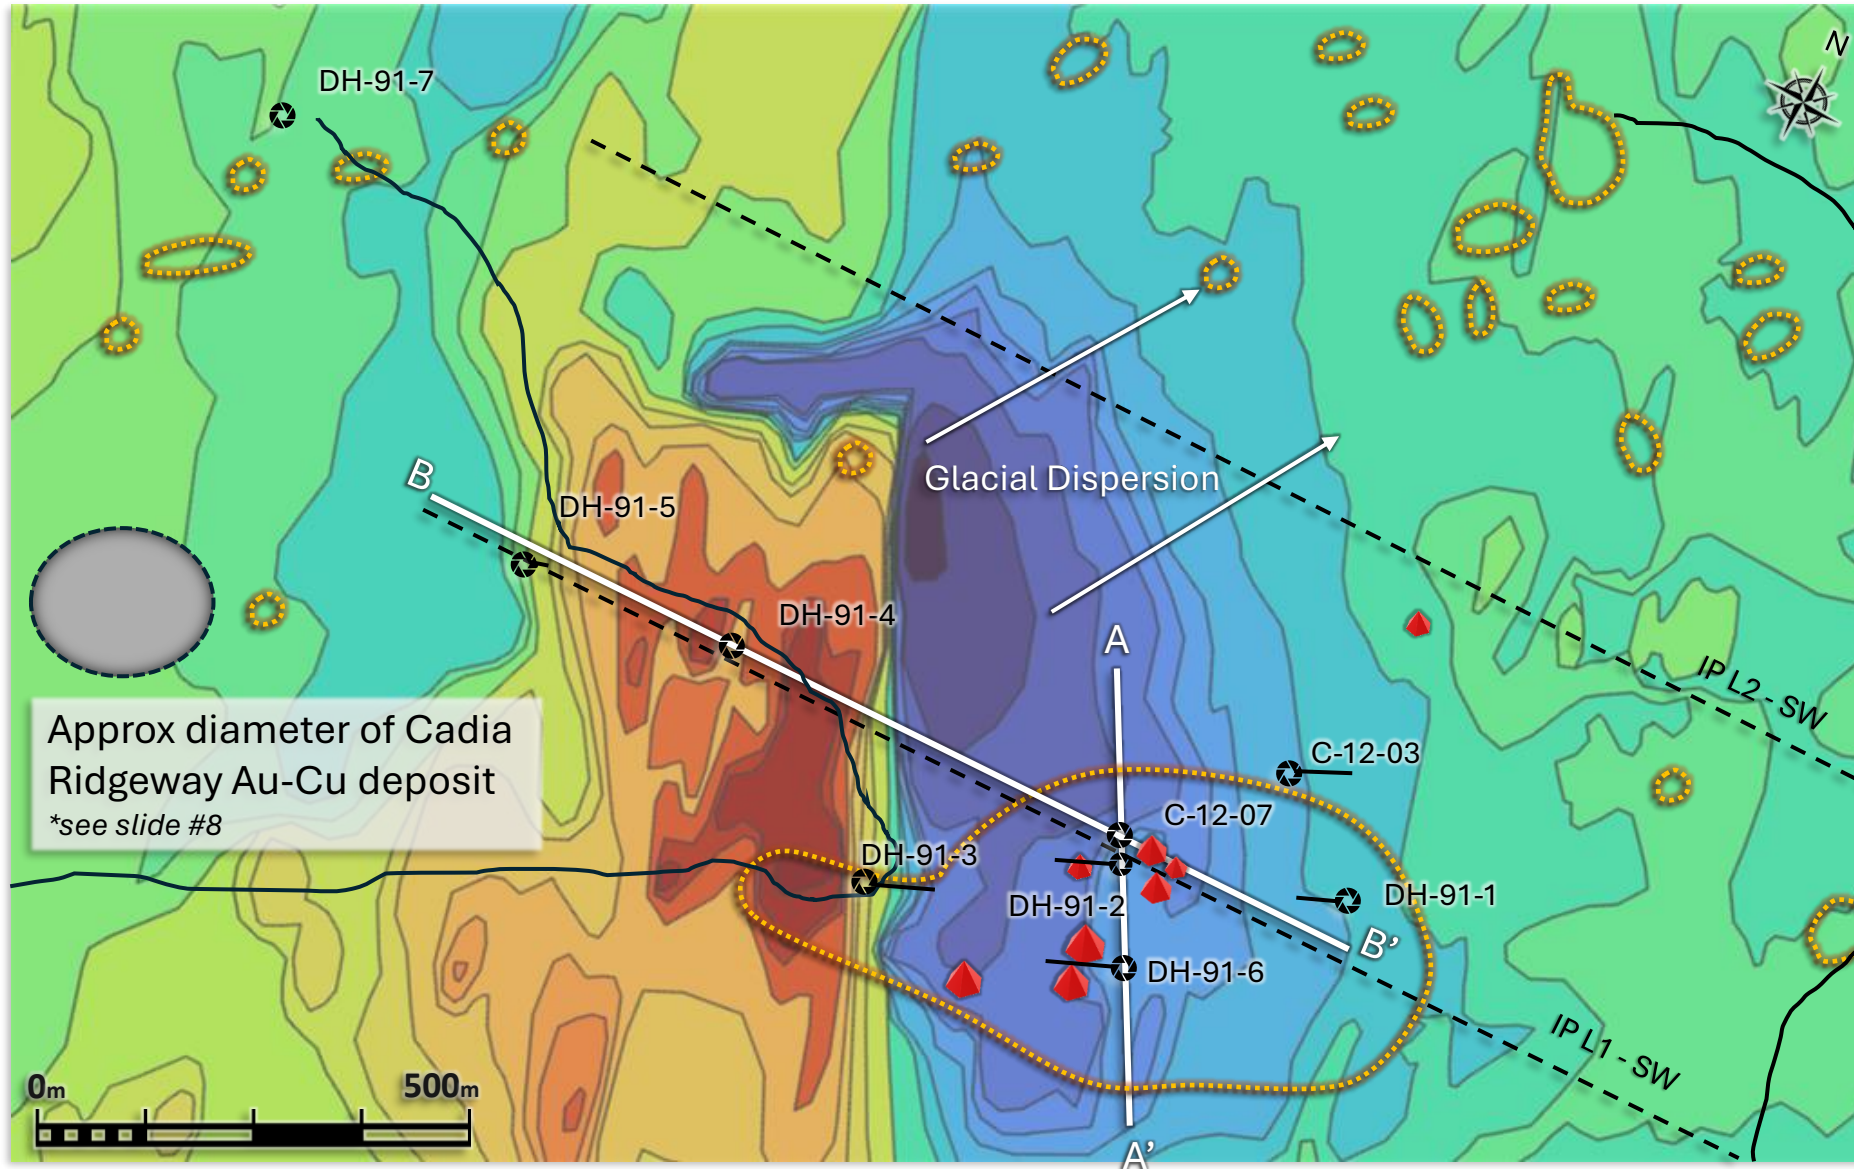 N
DH-91-7
B
DH-91-5
Glacial Dispersion
DH-91-4
A
IP L2 - SW
Approx diameter of Cadia
Ridgeway Au-Cu deposit
*see slide #8
C-12-03
C-12-07
DH-91-3
DH-91-2
DH-91-1
B'
DH-91-6
IP L1 - SW
0m
500m
A'